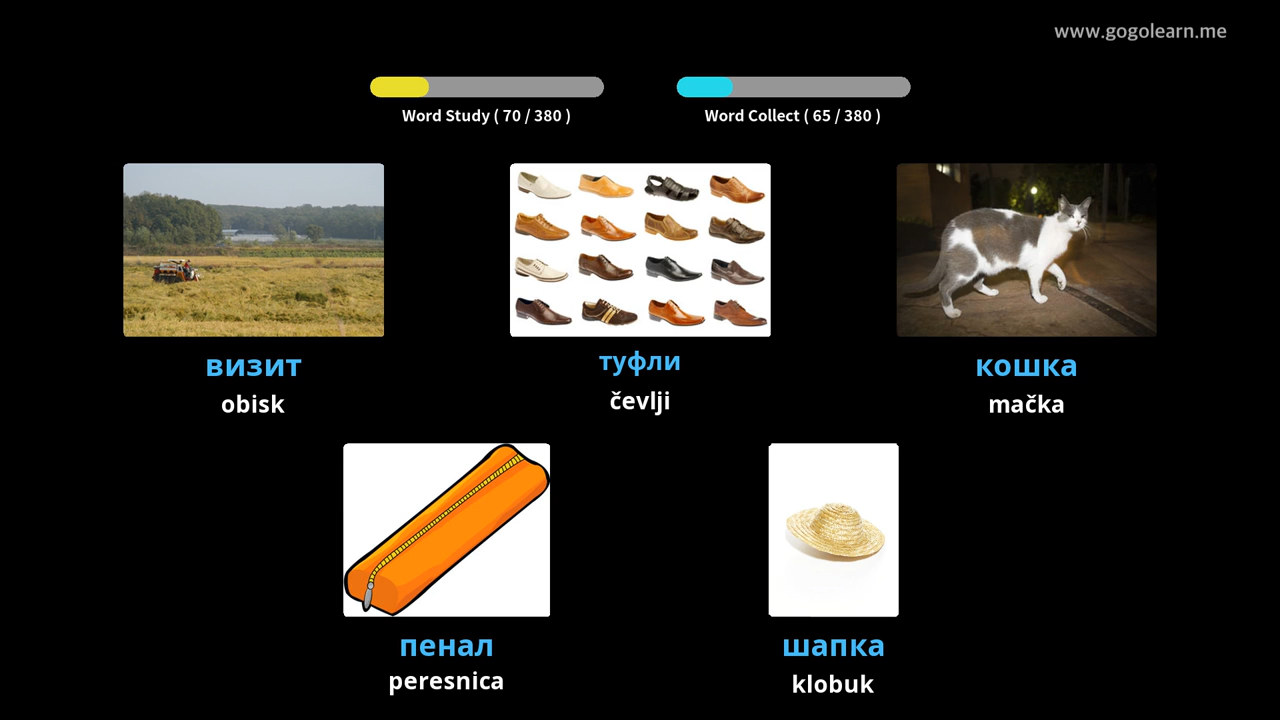 www.gogolearn.me
Word Study ( 70 / 380 )
Word Collect ( 65 / 380 )
визит
obisk
туфли
čevlji
кошка
mačka
пенал
peresnica
шапка
klobuk